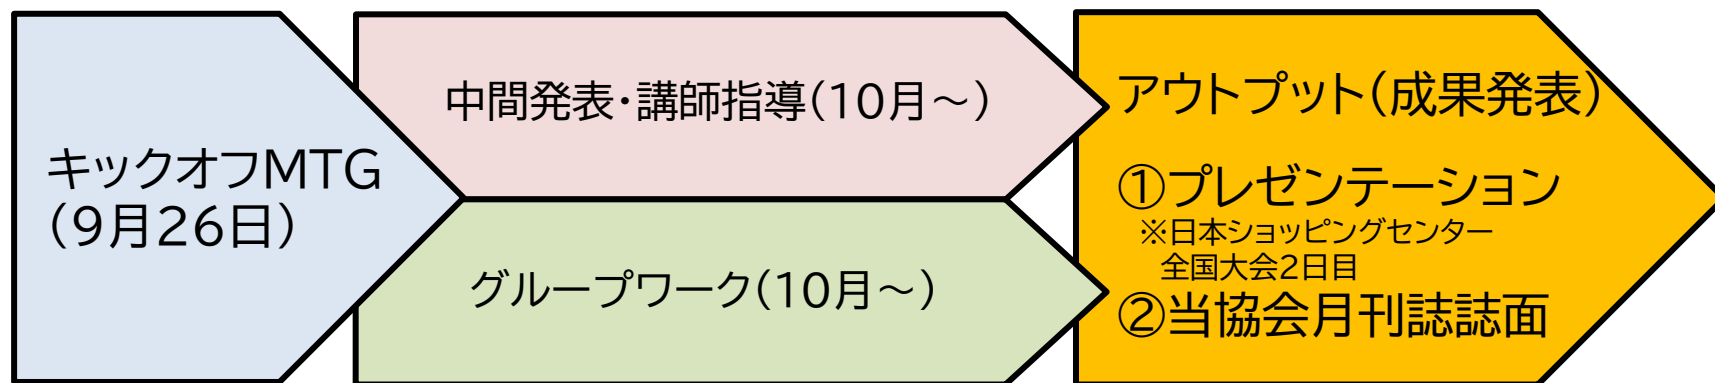 キックオフMTG
(9月26日)
中間発表・講師指導(10月～)
グループワーク(10月～)
アウトプット(成果発表)
①プレゼンテーション
※日本ショッピングセンター
全国大会2日目
②当協会月刊誌誌面